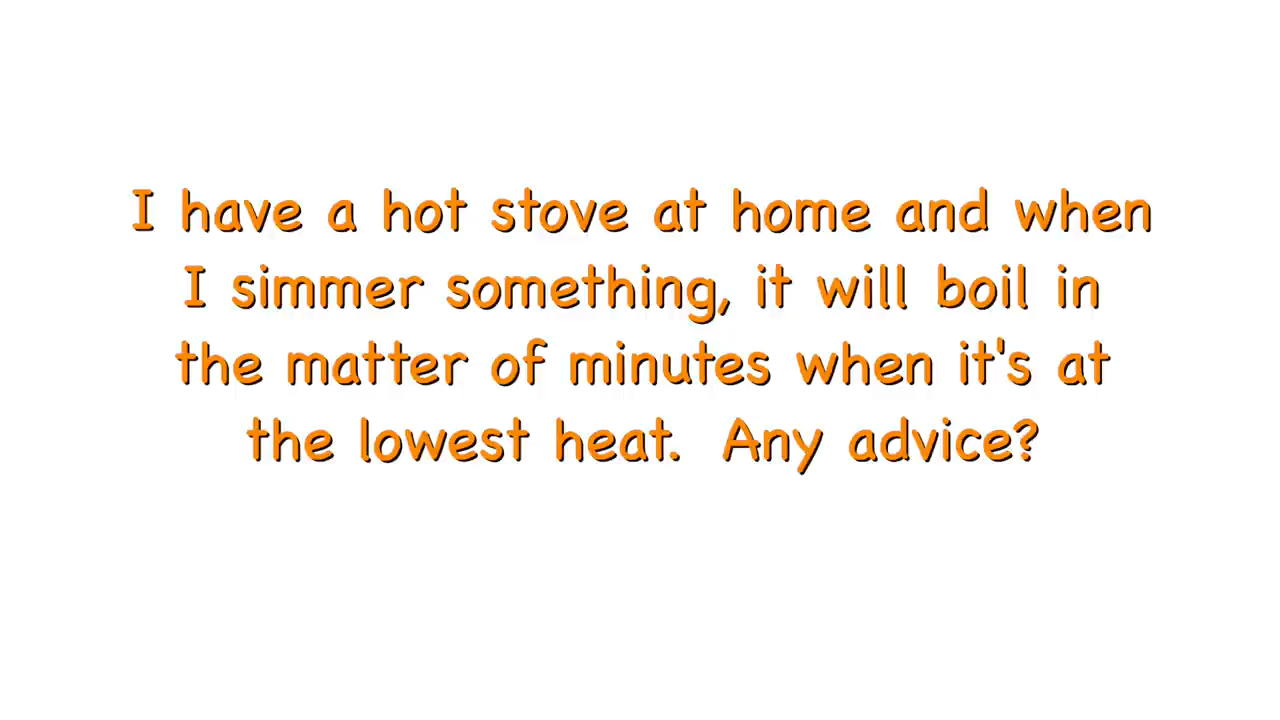 I have a hot stove at home and when
I simmer something, it will boil in
the matter of minutes when it's at
the lowest heat.  Any advice?